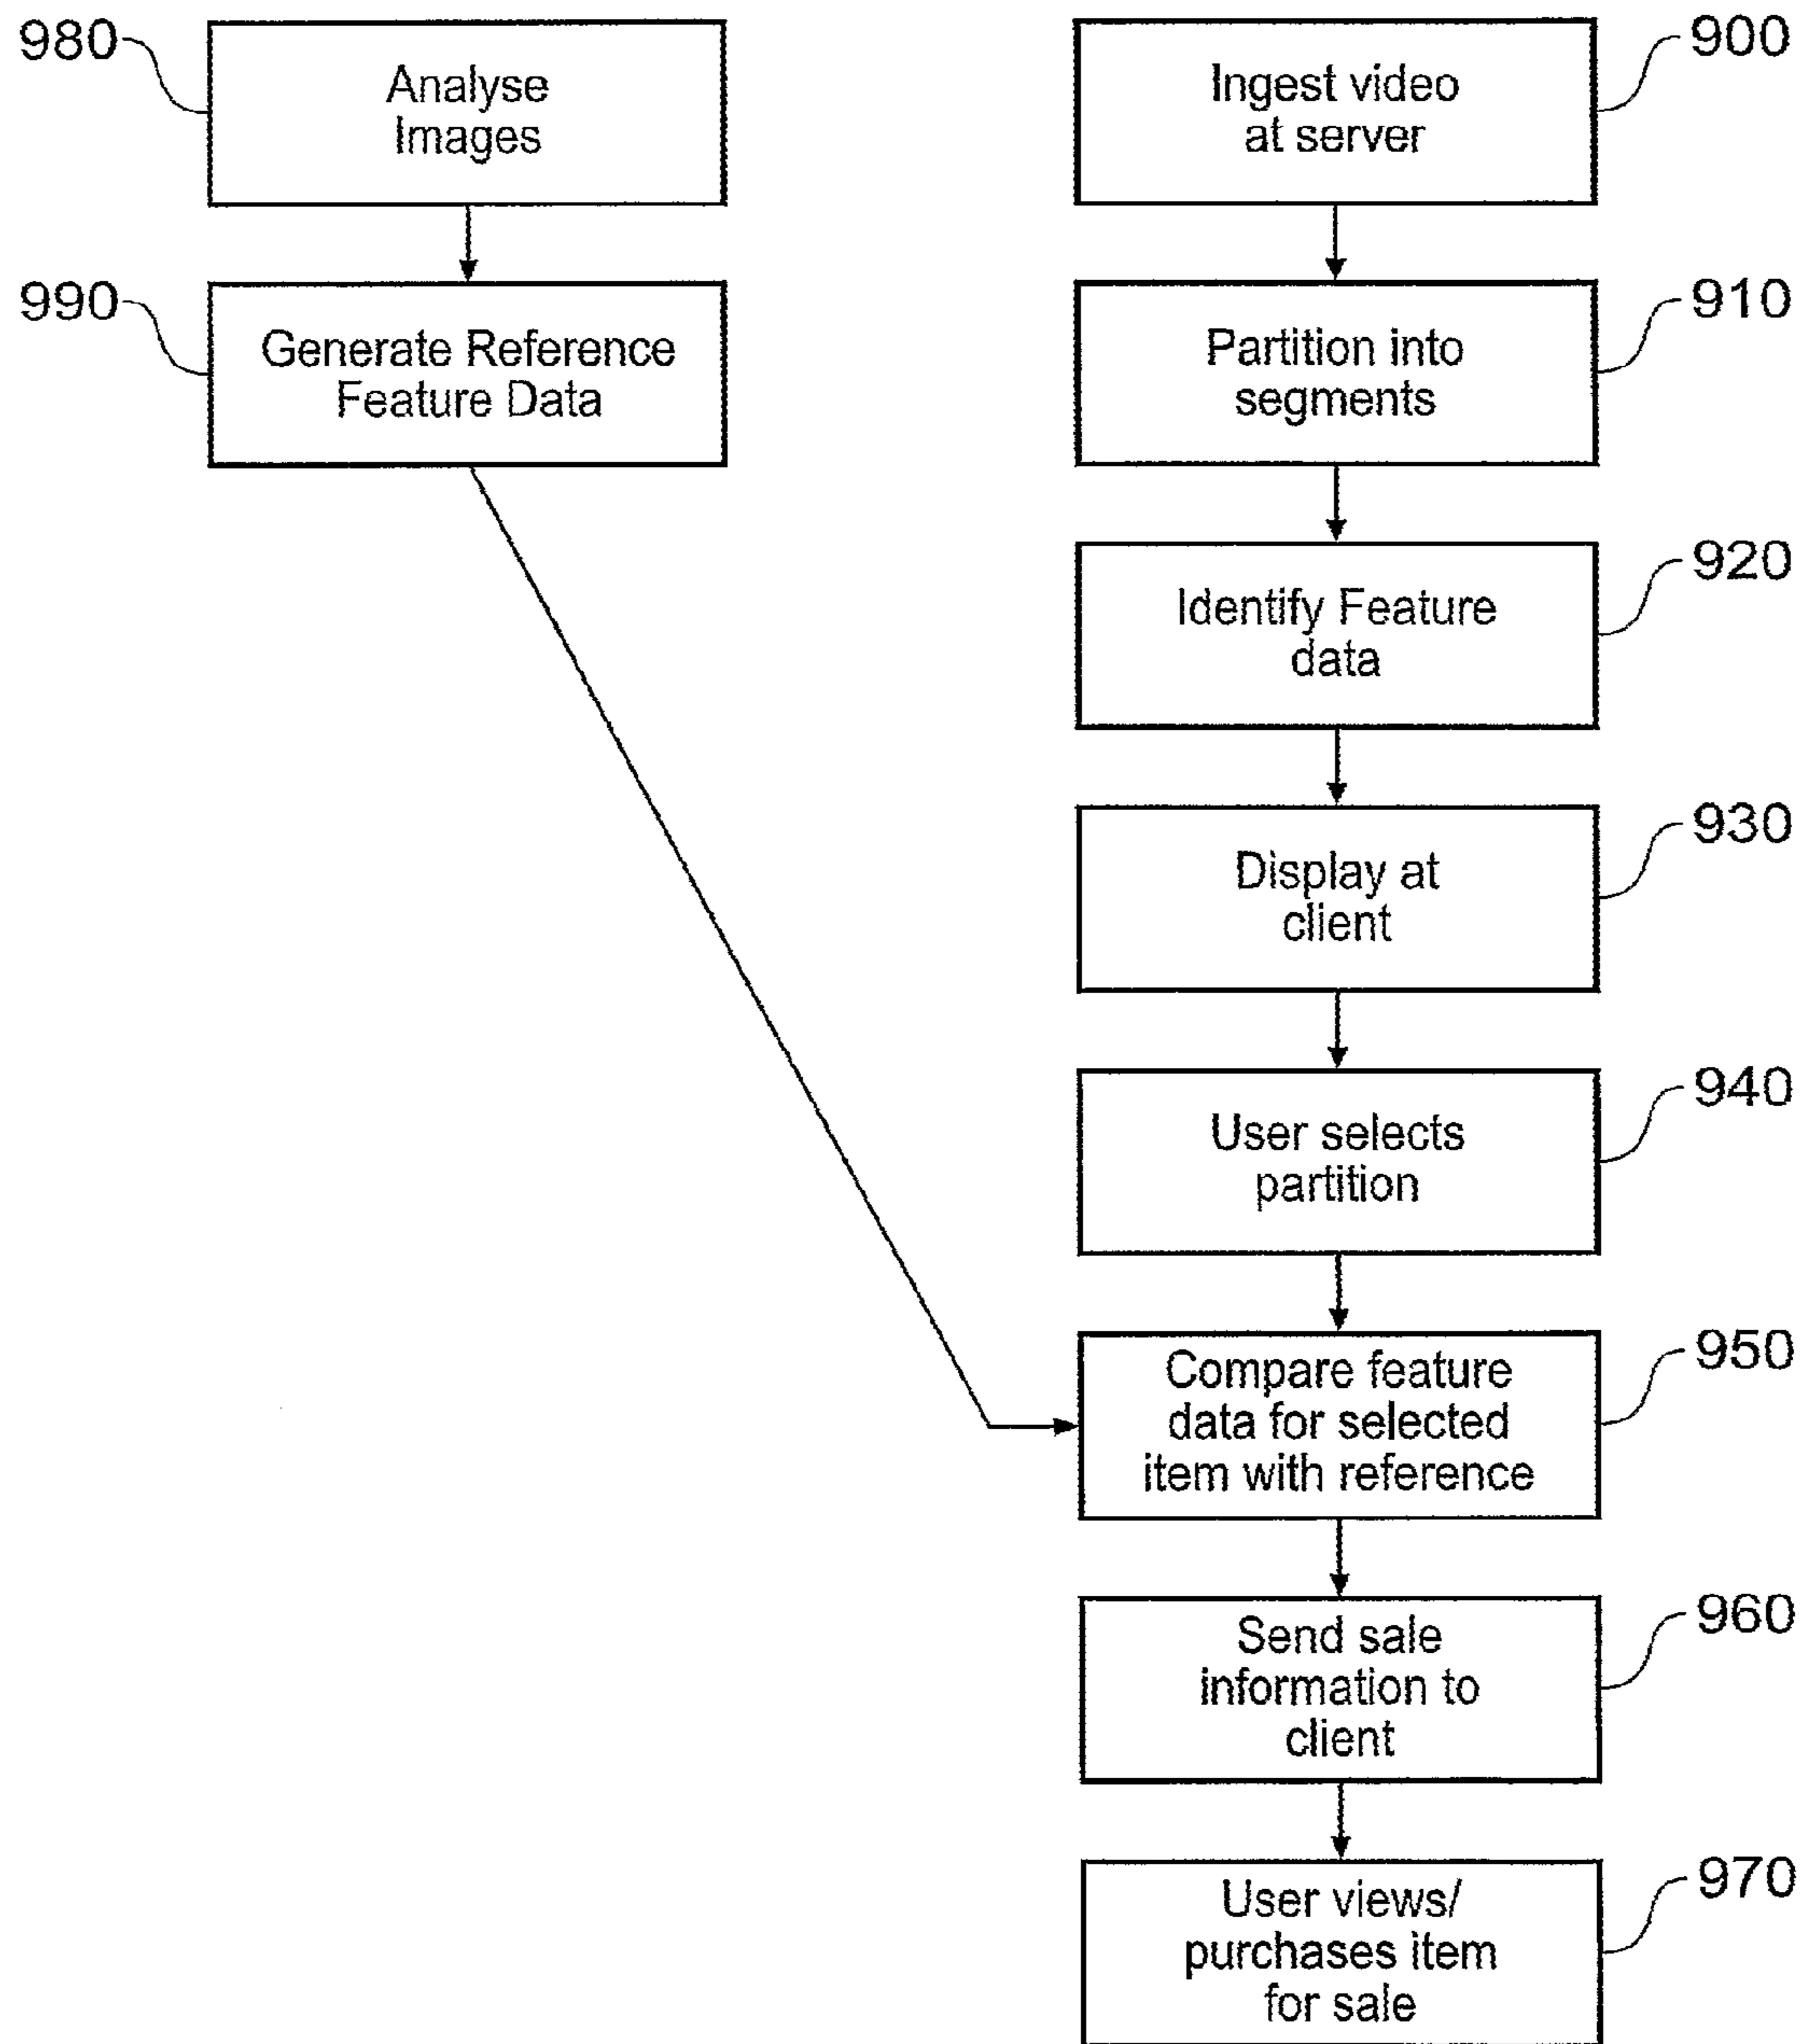 980
Analyse
Images
990
Generate Reference
Feature Data
900
Ingest video
at server
910
Partition into
segments
920
Identify Feature
data
930
Display at
client
940
User selects
partition
950
Compare feature
data for selected
item with reference
960
Send sale
information to
client
970
User views/
purchases item
for sale